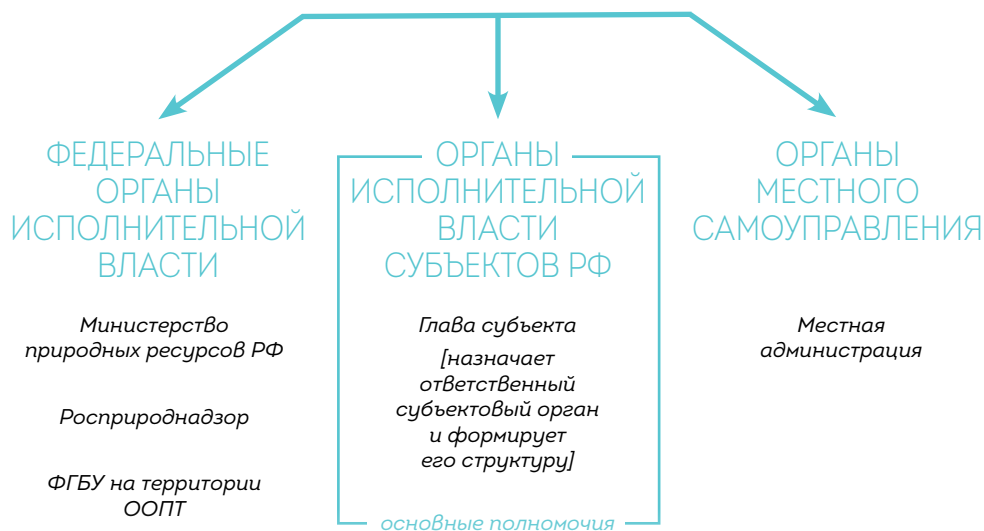 ФЕДЕРАЛЬНЫЕ
ОРГАНЫ
ИСПОЛНИТЕЛЬНОЙ
ВЛАСТИ
Министерство
природных ресурсов РФ
Росприроднадзор
ФГБУ на территории
ООПТ
ОРГАНЫ
ИСПОЛНИТЕЛЬНОЙ
ВЛАСТИ
СУБЪЕКТОВ РФ
Глава субъекта
[назначает
ответственный
субъектовый орган
и формирует
его структуру]
основные полномочия
ОРГАНЫ
МЕСТНОГО
САМОУПРАВЛЕНИЯ
Местная
администрация